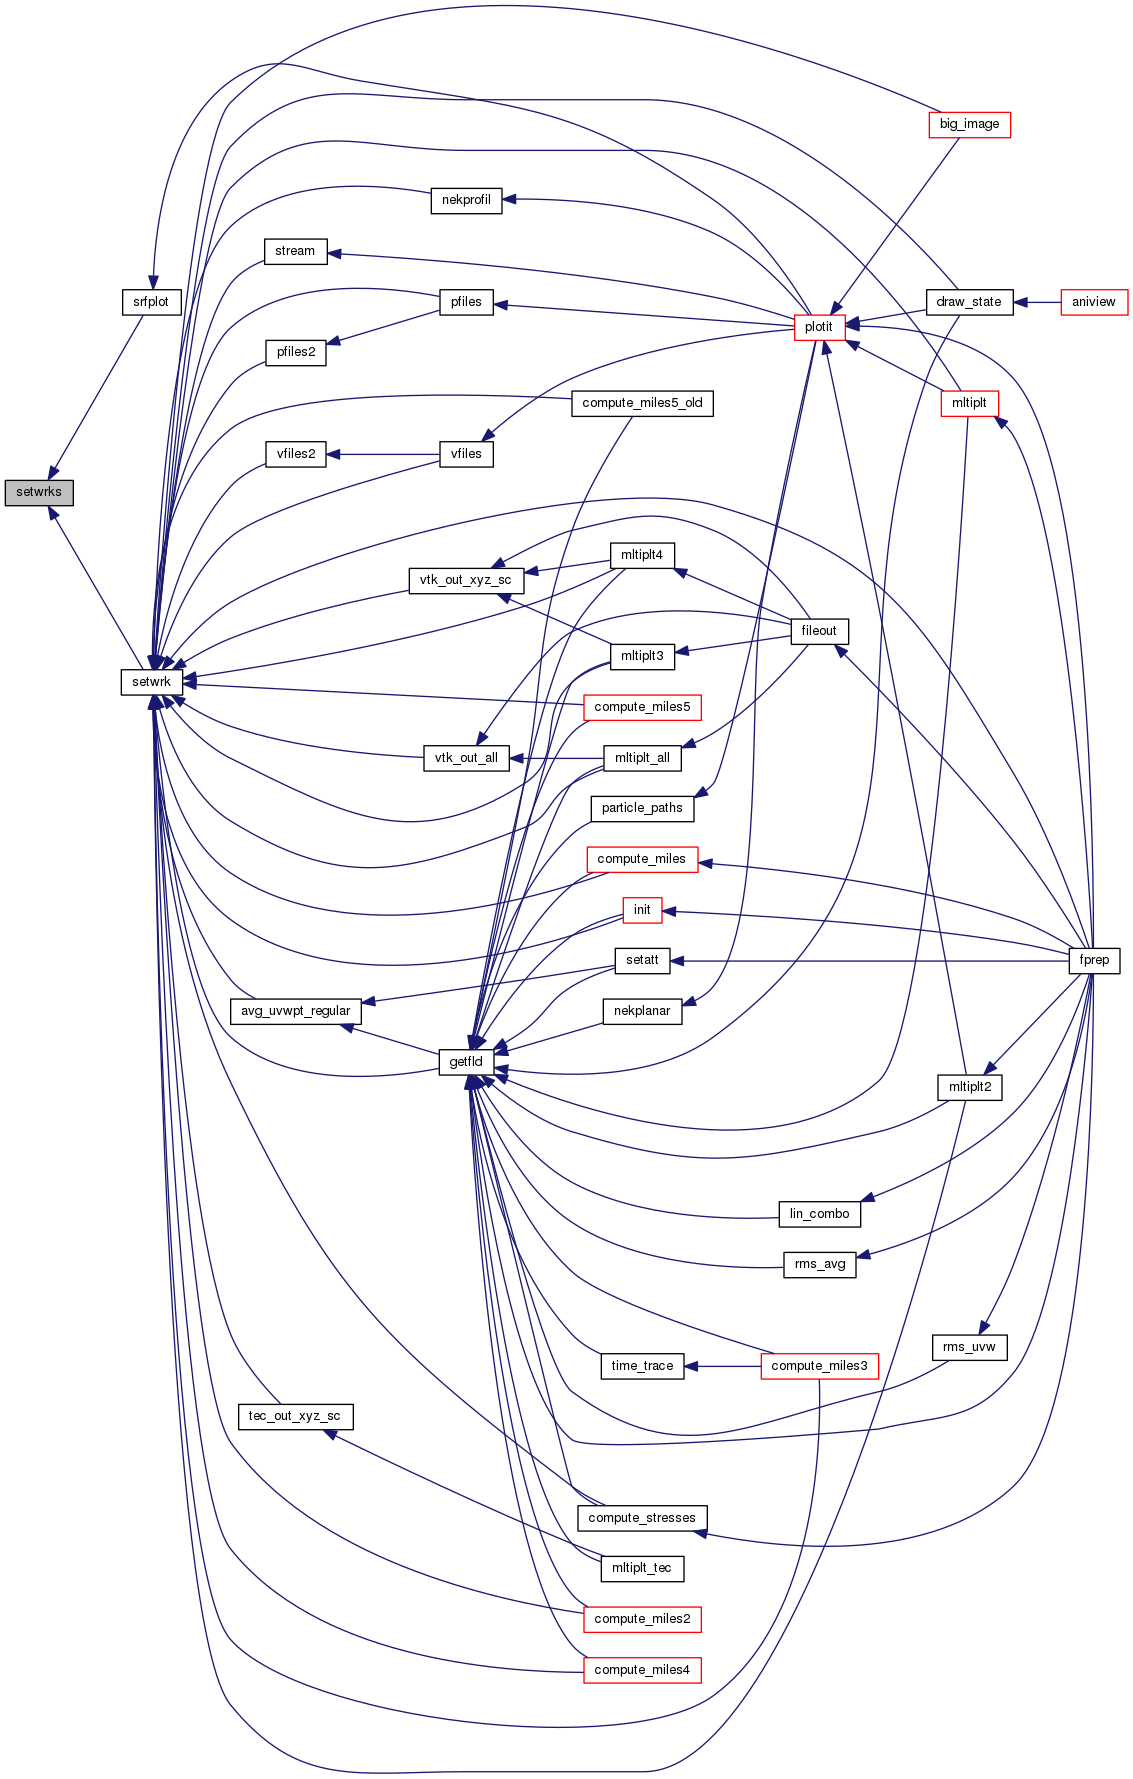 big_image
nekprofil
stream
srfplot
pfiles
draw_state
aniview
plotit
pfiles2
compute_miles5_old
mltiplt
vfiles2
vfiles
setwrks
mltiplt4
vtk_out_xyz_sc
fileout
mltiplt3
setwrk
compute_miles5
vtk_out_all
mltiplt_all
particle_paths
compute_miles
init
setatt
fprep
avg_uvwpt_regular
nekplanar
getfld
mltiplt2
lin_combo
rms_avg
rms_uvw
time_trace
compute_miles3
tec_out_xyz_sc
compute_stresses
mltiplt_tec
compute_miles2
compute_miles4